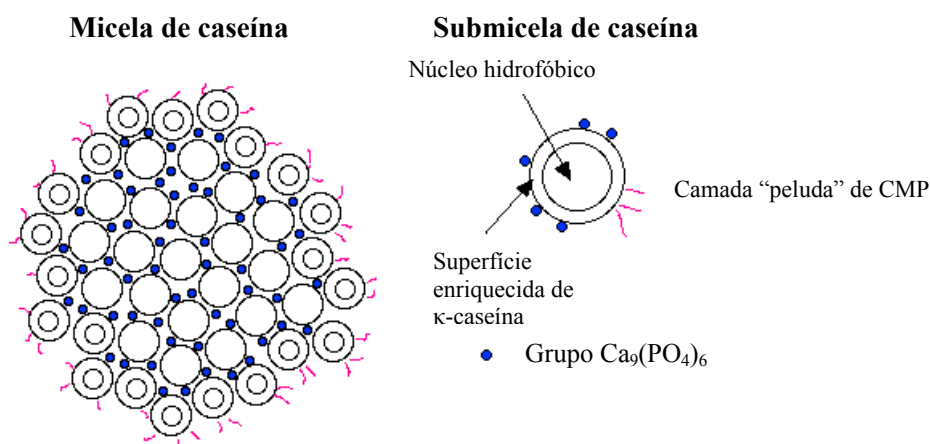 Micela de caseína
Submicela de caseína
Núcleo hidrofóbico
Camada “peluda” de CMP
Superfície
enriquecida de
κ-caseína
Grupo Ca₉(PO₄)₆